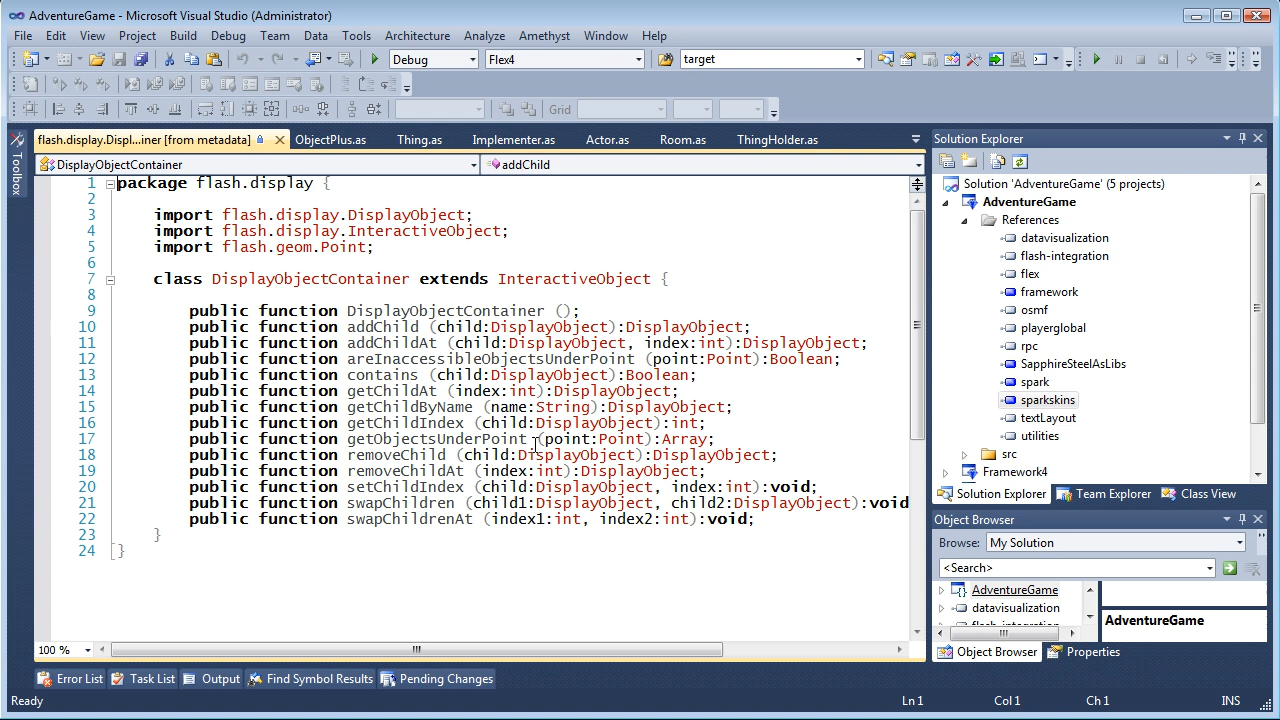 AdventureGame - Microsoft Visual Studio (Administrator)
File Edit View Project Build Debug Team Data Tools Architecture Analyze Amethyst Window Help
Debug Flex4 target
Grid
flash.display.Displ...iner [from metadata] ObjectPlus.as Thing.as Implementer.as Actor.as Room.as ThingHolder.as
DisplayObjectContainer addChild
Toolbox
1 package flash.display {
2
3 import flash.display.DisplayObject;
4 import flash.display.InteractiveObject;
5 import flash.geom.Point;
6
7 class DisplayObjectContainer extends InteractiveObject {
8
9 public function DisplayObjectContainer ();
10 public function addChild (child:DisplayObject):DisplayObject;
11 public function addChildAt (child:DisplayObject, index:int):DisplayObject;
12 public function areInaccessibleObjectsUnderPoint (point:Point):Boolean;
13 public function contains (child:DisplayObject):Boolean;
14 public function getChildAt (index:int):DisplayObject;
15 public function getChildByName (name:String):DisplayObject;
16 public function getChildIndex (child:DisplayObject):int;
17 public function getObjectsUnderPoint (point:Point):Array;
18 public function removeChild (child:DisplayObject):DisplayObject;
19 public function removeChildAt (index:int):DisplayObject;
20 public function setChildIndex (child:DisplayObject, index:int):void;
21 public function swapChildren (child1:DisplayObject, child2:DisplayObject):void
22 public function swapChildrenAt (index1:int, index2:int):void;
23 }
24 }
100 %
Solution Explorer
Solution 'AdventureGame' (5 projects)
AdventureGame
References
datavisualization
flash-integration
flex
framework
osmf
playerglobal
rpc
SapphireSteelAsLibs
spark
sparkskins
textLayout
utilities
src
Framework4
Solution Explorer Team Explorer Class View
Object Browser
Browse: My Solution
<Search>
AdventureGame
datavisualization
flash-integration
AdventureGame
Object Browser Properties
Error List Task List Output Find Symbol Results Pending Changes
Ready Ln 1 Col 1 Ch 1 INS